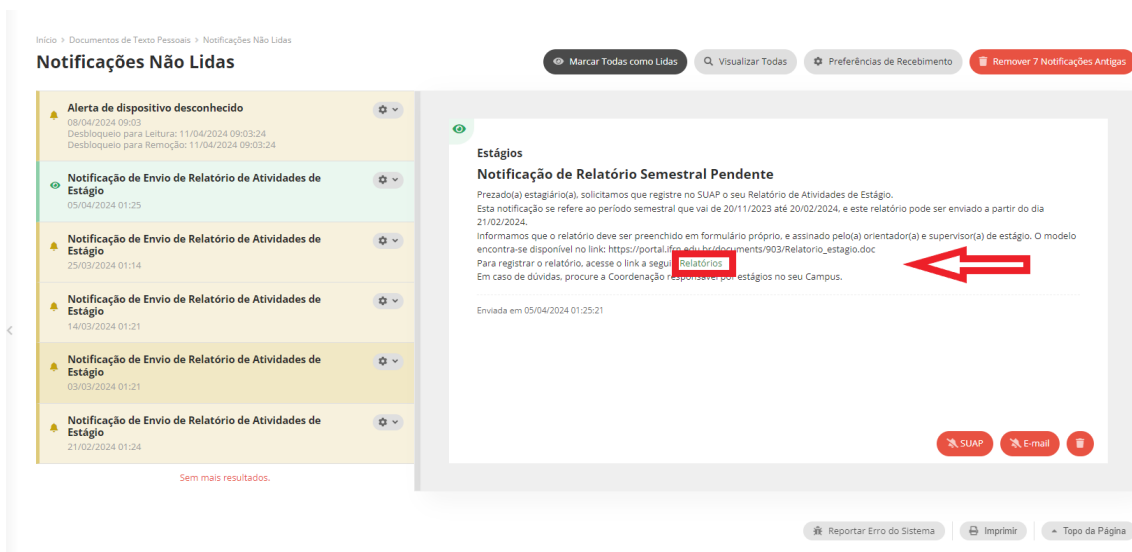 Início > Documentos de Texto Pessoais > Notificações Não Lidas
Notificações Não Lidas
Marcar Todas como Lidas
Visualizar Todas
Preferências de Recebimento
Remover 7 Notificações Antigas
Alerta de dispositivo desconhecido
08/04/2024 09:03
Desbloqueio para Leitura: 11/04/2024 09:03:24
Desbloqueio para Remoção: 11/04/2024 09:03:24
Notificação de Envio de Relatório de Atividades de
Estágio
05/04/2024 01:25
Notificação de Envio de Relatório de Atividades de
Estágio
25/03/2024 01:14
Notificação de Envio de Relatório de Atividades de
Estágio
14/03/2024 01:21
Notificação de Envio de Relatório de Atividades de
Estágio
03/03/2024 01:21
Notificação de Envio de Relatório de Atividades de
Estágio
21/02/2024 01:24
Sem mais resultados.
Estágios
Notificação de Relatório Semestral Pendente
Prezado(a) estagiário(a), solicitamos que registre no SUAP o seu Relatório de Atividades de Estágio.
Esta notificação se refere ao período semestral que vai de 20/11/2023 até 20/02/2024, e este relatório pode ser enviado a partir do dia
21/02/2024.
Informamos que o relatório deve ser preenchido em formulário próprio, e assinado pelo(a) orientador(a) e supervisor(a) de estágio. O modelo
encontra-se disponível no link: https://portal.ifrn.edu.br/documents/903/Relatorio_estagio.doc
Para registrar o relatório, acesse o link a segui Relatórios
Em caso de dúvidas, procure a Coordenação responsável por estágios no seu Campus.
Enviada em 05/04/2024 01:25:21
SUAP
E-mail
Reportar Erro do Sistema
Imprimir
Topo da Página